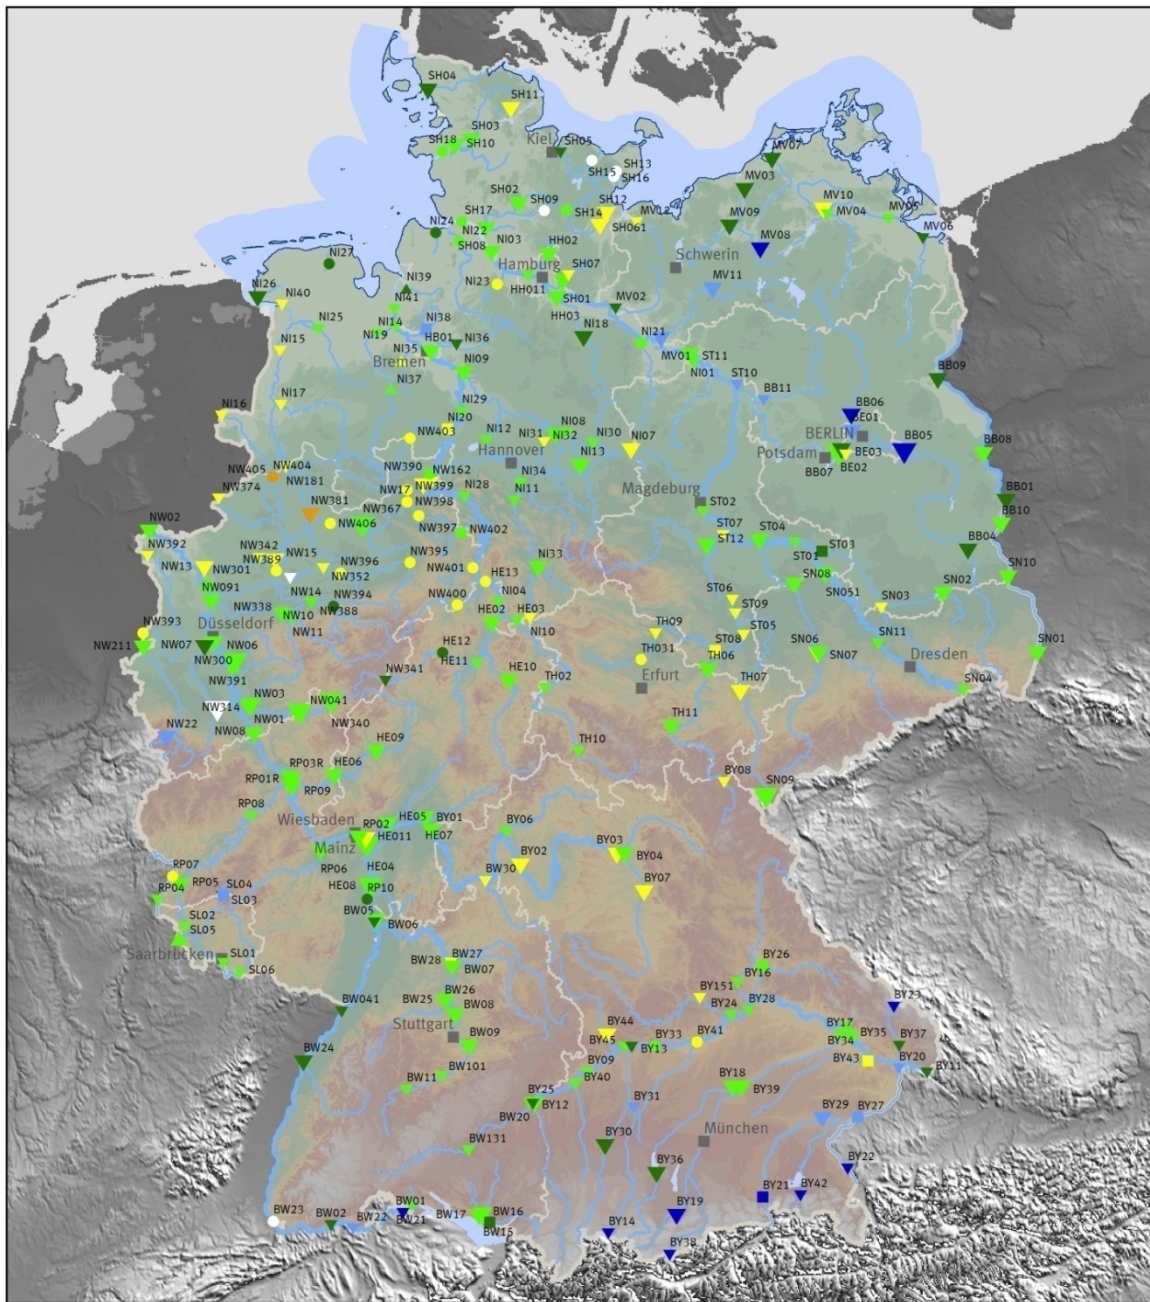 SH04
SH11
SH03
SH18
SH10
Kiel
SH05
SH13
SH15
SH16
MV07
MV03
SH02
SH09
SH14
SH12
SH061
MV12
MV10
MV04
MV05
MV06
MV09
MV08
NI24
SH17
NI22
SH08
NI03
HH02
Hamburg
SH07
Schwerin
MV11
NI27
NI26
NI40
NI39
NI41
NI23
HH011
SH01
HH03
MV02
NI25
NI14
NI19
NI38
HB01
NI36
NI18
NI21
NI15
NI35
Bremen
NI09
MV01
ST11
NI01
ST10
BB11
BB09
NI37
NI17
NI16
NI29
NI20
BB06
BE01
BERLIN
BB05
BB08
Potsdam
BE03
BE02
BB07
NW403
NI12
NI31
NI08
NI32
NI30
NI07
Hannover
NI13
NI34
NW405
NW404
NW181
NW390
NW162
NW399
NW17
NW398
NI28
NI11
Magdeburg
ST02
BB01
BB10
NW374
NW381
NW367
NW406
NW397
NW402
NW02
NW392
NW13
NW342
NW15
NW389
NW301
NW396
NW352
NW395
NW401
HE13
NI33
ST07
ST12
ST04
ST01
ST03
SN08
BB04
SN10
NW091
NW14
NW394
NW388
NW400
NI04
HE02
HE03
NI10
ST06
ST09
SN051
SN03
SN02
NW338
NW10
NW11
Düsseldorf
NW393
NW211
NW07
NW06
NW300
NW391
HE12
HE11
HE10
TH09
TH031
ST05
ST08
TH06
SN06
SN07
SN11
Dresden
SN01
SN04
NW341
TH02
Erfurt
TH07
NW03
NW041
NW340
NW314
NW01
NW08
NW22
HE09
TH11
TH10
RP03R
RP01R
RP09
HE06
BY08
SN09
RP08
Wiesbaden
RP02
HE05
BY01
HE011
HE07
Mainz
BY06
BY03
BY04
BY02
RP06
HE04
BW30
BY07
RP07
RP05
RP04
SL04
SL03
HE08
RP10
BW05
BW06
SL02
SL05
Saarbrücken
SL01
SL06
BW27
BW28
BW07
BY26
BY16
BW041
BW26
BW25
BW08
Stuttgart
BW09
BY151
BY24
BY28
BY23
BY44
BY45
BY33
BY13
BY41
BY17
BY35
BY34
BY37
BY43
BY20
BY11
BW24
BW101
BW11
BY09
BY40
BY18
BY39
BY25
BY12
BW20
BY31
BY29
BY27
München
BW131
BY30
BY36
BY22
BY21
BY42
BW23
BW02
BW22
BW01
BW21
BW17
BW16
BW15
BY14
BY19
BY38